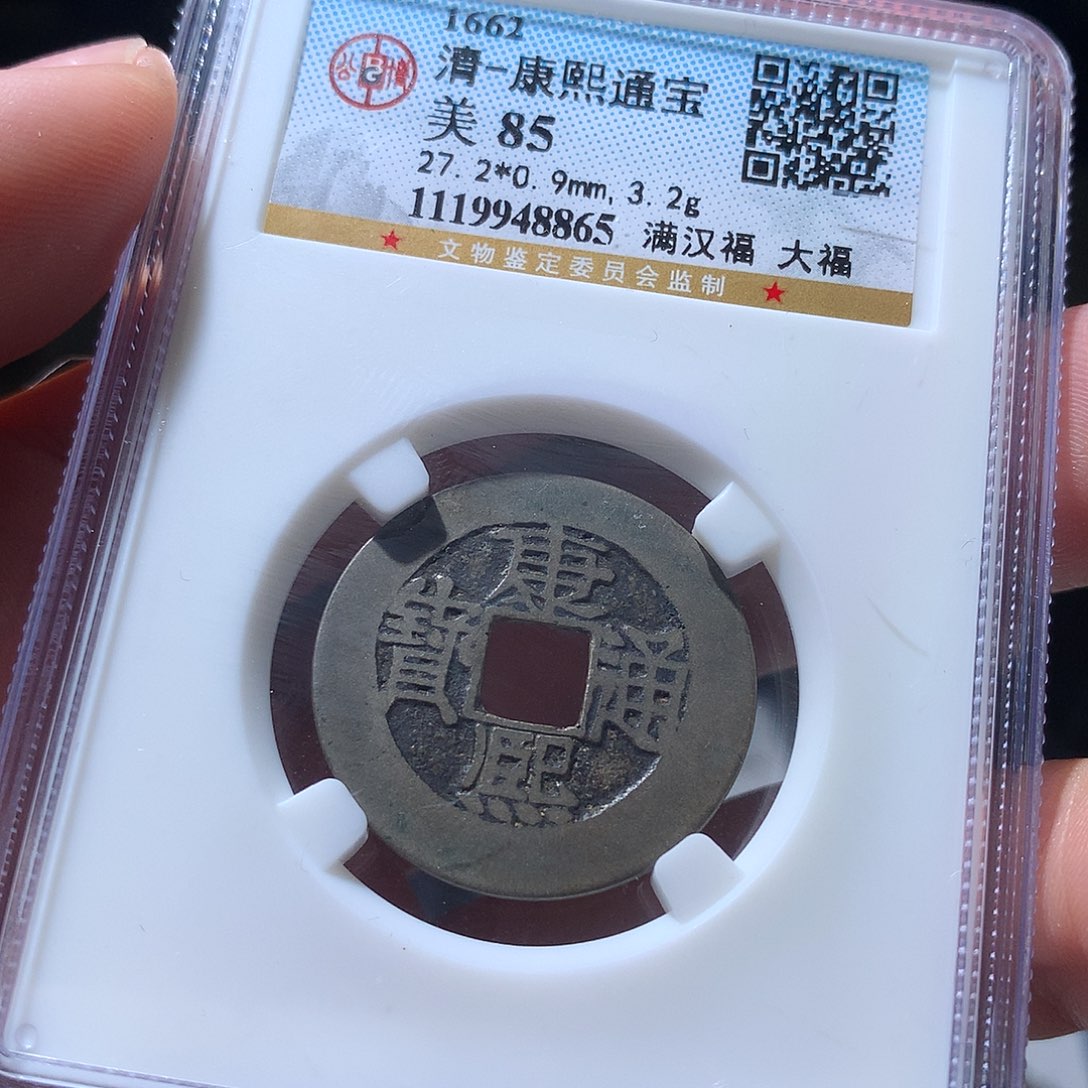 1662
濟-康熙通宝
美 85
27.2*0.9mm, 3.2g
1119948865 满汉福 大福
★ 文物鉴定委员会监制 ★
康熙通寶